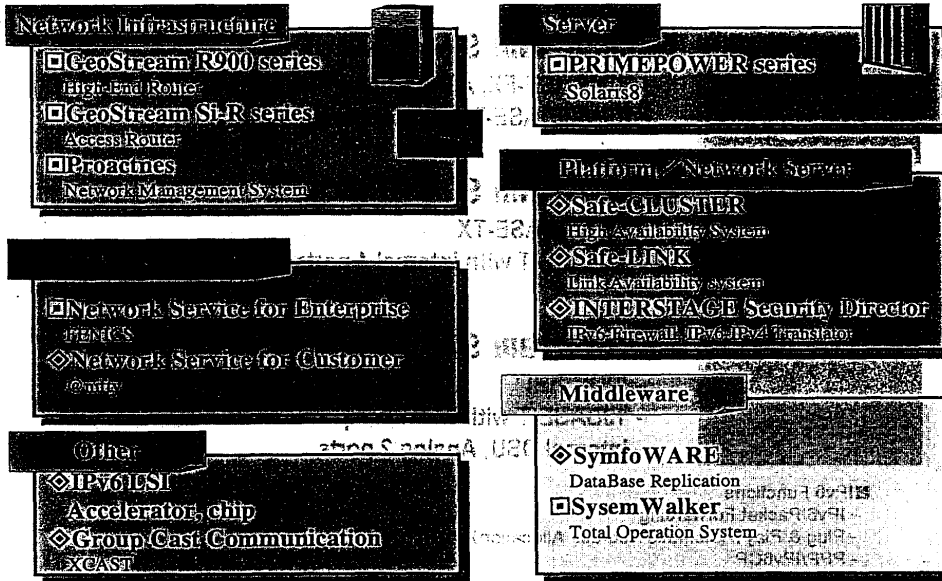 Network Infrastructure
GeoStream R900 series
High-End Router
GeoStream Si-R series
Access Router
Proactnes
Network Management System
Network Service for Enterprise
FENICS
◇Network Service for Customer
@nifty
Other
◇IPv6 LSI
Accelerator, chip
◇Group Cast Communication
XCAST
Server
PRIMEPOWER series
Solaris8
Platform／Network Server
◇Safe-CLUSTER
High Availability System
◇Safe-LINK
Link Availability system
◇INTERSTAGE Security Director
IPv6-Firewall, IPv6-IPv4 Translator
Middleware
◇SymfoWARE
DataBase Replication
SysemWalker
Total Operation System